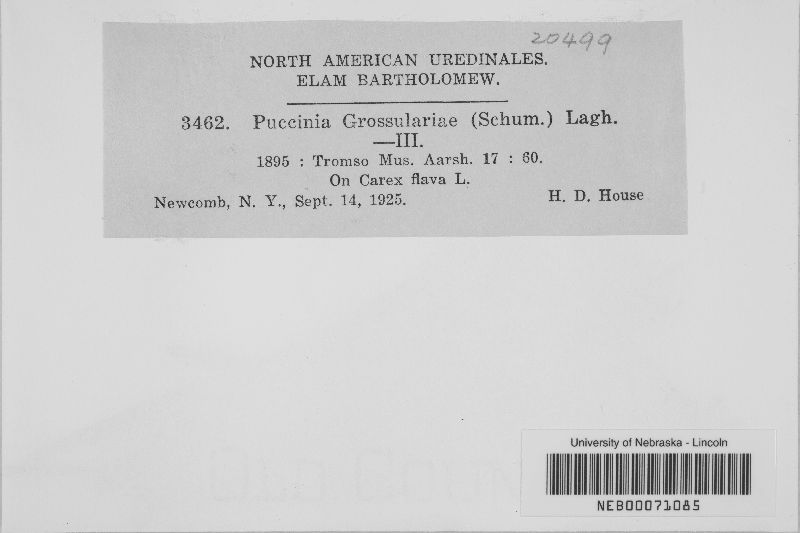 20499
NORTH AMERICAN UREDINALES.
ELAM BARTHOLOMEW.
3462. Puccinia Grossulariae (Schum.) Lagh.
—III.
1895 : Tromso Mus. Aarsh. 17 : 60.
On Carex flava L.
Newcomb, N. Y., Sept. 14, 1925. H. D. House
University of Nebraska - Lincoln
NEB00071085